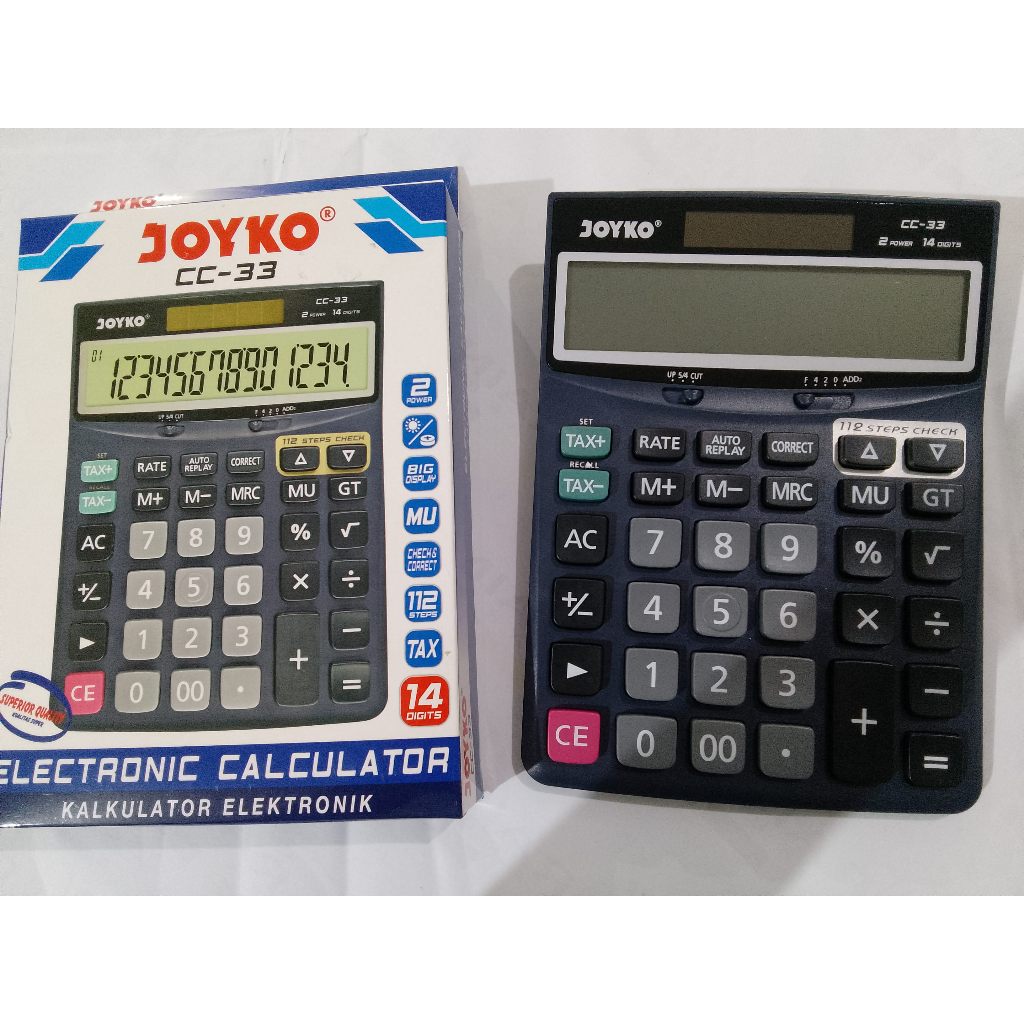 JOYKO
JOYKO®
CC-33
CC-33
2 POWER 14 DIGITS
JOYKO®
01
12345678901234.
UP 5/4 CUT
F 4 2 0 ADD2
112 STEPS CHECK
SET
TAX+ RATE AUTO REPLAY CORRECT △ ▽
RECALL
TAX- M+ M- MRC MU GT
AC 7 8 9 % √
+/- 4 5 6 × ÷
► 1 2 3 + -
CE 0 00 · =
2 POWER
BIG DISPLAY
MU
CHECK & CORRECT
112 STEPS
TAX
14 DIGITS
SUPERIOR QUALITY
KUALITAS SUPER
ELECTRONIC CALCULATOR
KALKULATOR ELEKTRONIK
JOYKO
JOYKO®
CC-33
2 POWER 14 DIGITS
UP 5/4 CUT
F 4 2 0 ADD2
112 STEPS CHECK
SET
TAX+ RATE AUTO REPLAY CORRECT △ ▽
RECALL
TAX- M+ M- MRC MU GT
AC 7 8 9 % √
+/- 4 5 6 × ÷
► 1 2 3 + -
CE 0 00 · =